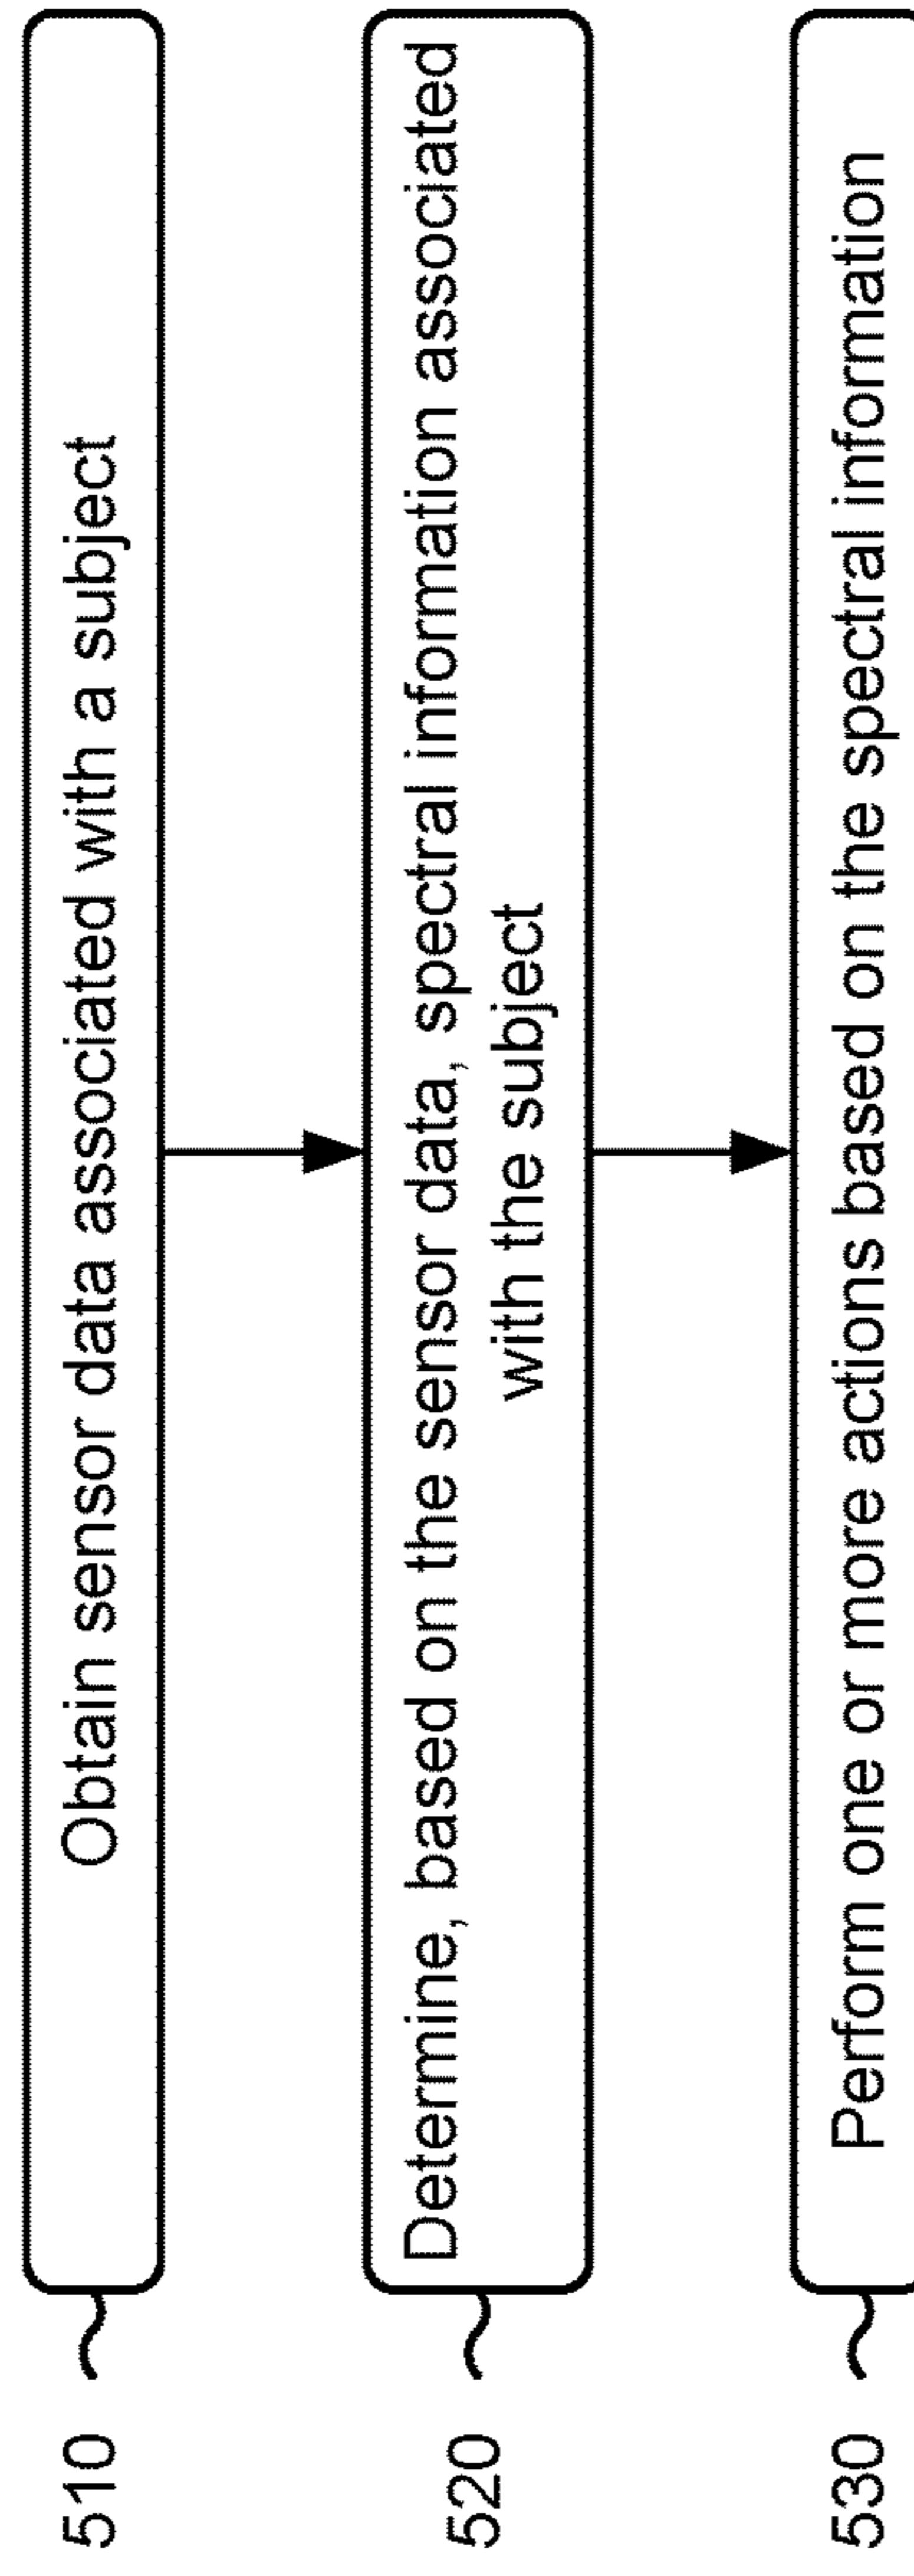 510
Obtain sensor data associated with a subject
520
Determine, based on the sensor data, spectral information associated
with the subject
530
Perform one or more actions based on the spectral information